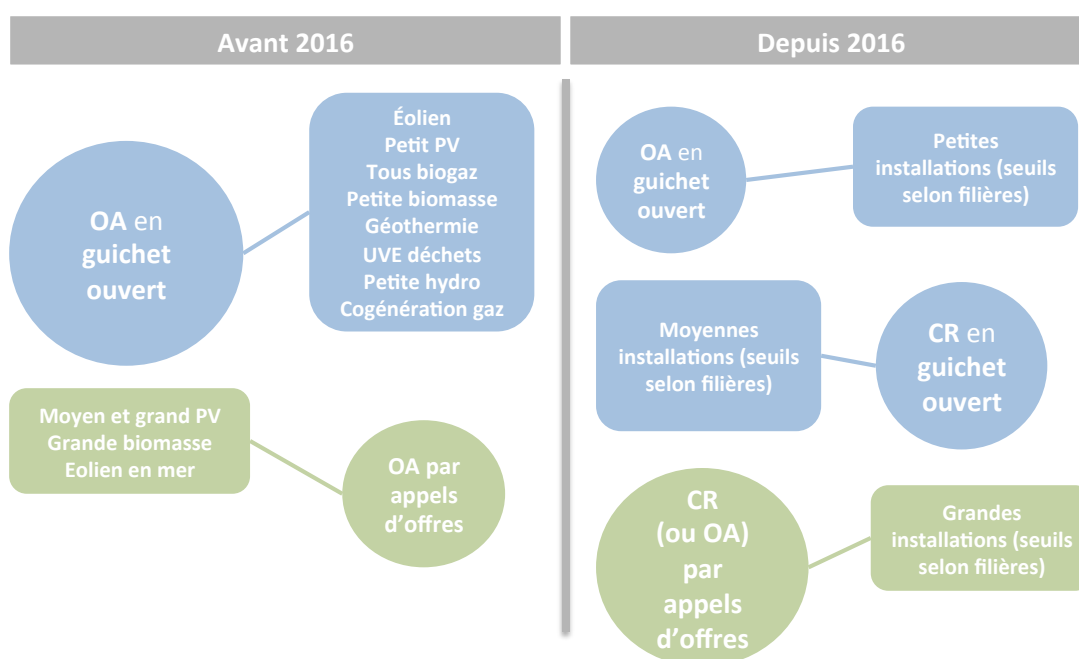 Avant 2016
OA en
guichet
ouvert
Éolien
Petit PV
Tous biogaz
Petite biomasse
Géothermie
UVE déchets
Petite hydro
Cogénération gaz
Moyen et grand PV
Grande biomasse
Eolien en mer
OA par
appels
d’offres
Depuis 2016
OA en
guichet
ouvert
Petites
installations (seuils
selon filières)
Moyennes
installations (seuils
selon filières)
CR en
guichet
ouvert
CR
(ou OA)
par
appels
d’offres
Grandes
installations (seuils
selon filières)